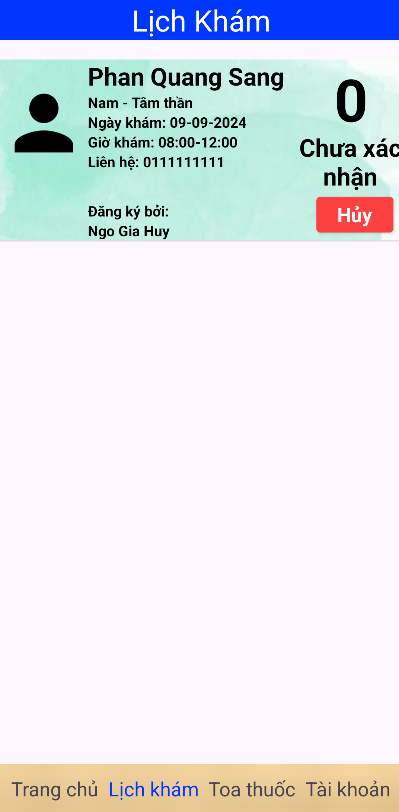 Lịch Khám
Phan Quang Sang
Nam - Tâm thần
Ngày khám: 09-09-2024
Giờ khám: 08:00-12:00
Liên hệ: 0111111111
Đăng ký bởi:
Ngo Gia Huy
0
Chưa xác
nhận
Hủy
Trang chủ Lịch khám Toa thuốc Tài khoản